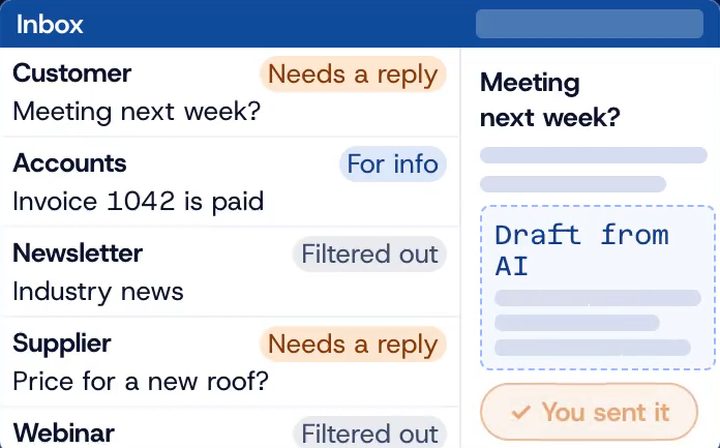 Inbox
Customer
Needs a reply
Meeting next week?
Accounts
For info
Invoice 1042 is paid
Newsletter
Filtered out
Industry news
Supplier
Needs a reply
Price for a new roof?
Webinar
Filtered out
Meeting
next week?
Draft from
AI
✓ You sent it